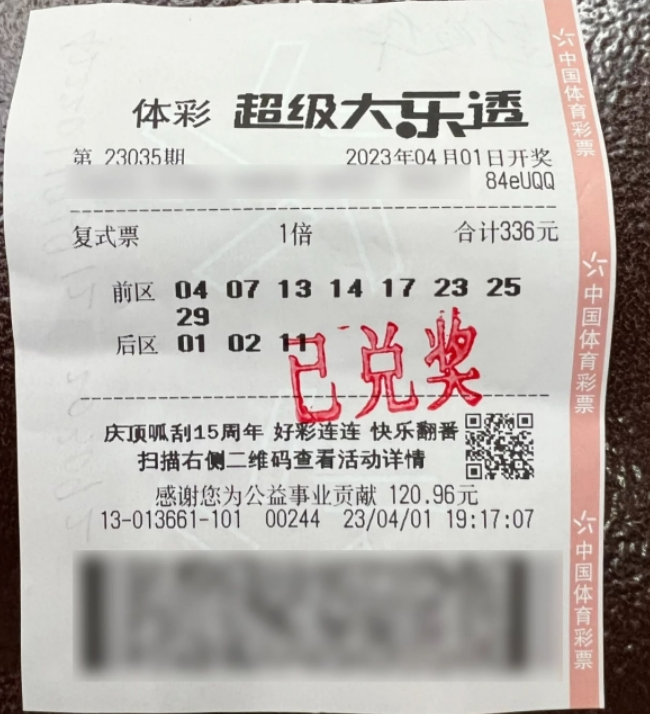 体彩 超级大乐透
第 23035期 2023年04月01日开奖
84eUQQ
复式票 1倍 合计336元
前区 04 07 13 14 17 23 25
29
后区 01 02 11
已兑奖
庆顶呱刮15周年 好彩连连 快乐翻番
扫描右侧二维码查看活动详情
感谢您为公益事业贡献 120.96元
13-013661-101 00244 23/04/01 19:17:07
中国体育彩票
中国体育彩票
中国体育彩票